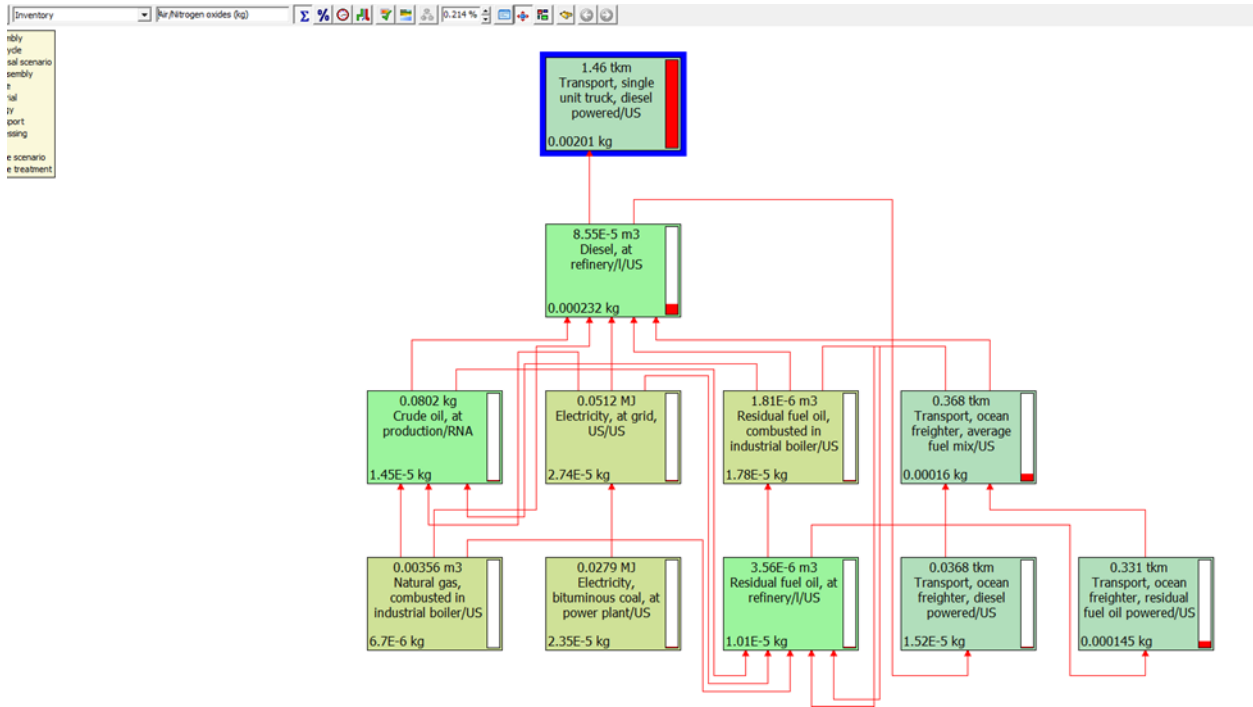 Inventory
Air/Nitrogen oxides (kg)
Σ
%
0.214 %
sal scenario
sembly
e scenario
e treatment
1.46 tkm
Transport, single
unit truck, diesel
powered/US
0.00201 kg
8.55E-5 m3
Diesel, at
refinery/l/US
0.000232 kg
0.0802 kg
Crude oil, at
production/RNA
1.45E-5 kg
0.0512 MJ
Electricity, at grid,
US/US
2.74E-5 kg
1.81E-6 m3
Residual fuel oil,
combusted in
industrial boiler/US
1.78E-5 kg
0.368 tkm
Transport, ocean
freighter, average
fuel mix/US
0.00016 kg
0.00356 m3
Natural gas,
combusted in
industrial boiler/US
6.7E-6 kg
0.0279 MJ
Electricity,
bituminous coal, at
power plant/US
2.35E-5 kg
3.56E-6 m3
Residual fuel oil, at
refinery/l/US
1.01E-5 kg
0.0368 tkm
Transport, ocean
freighter, diesel
powered/US
1.52E-5 kg
0.331 tkm
Transport, ocean
freighter, residual
fuel oil powered/US
0.000145 kg